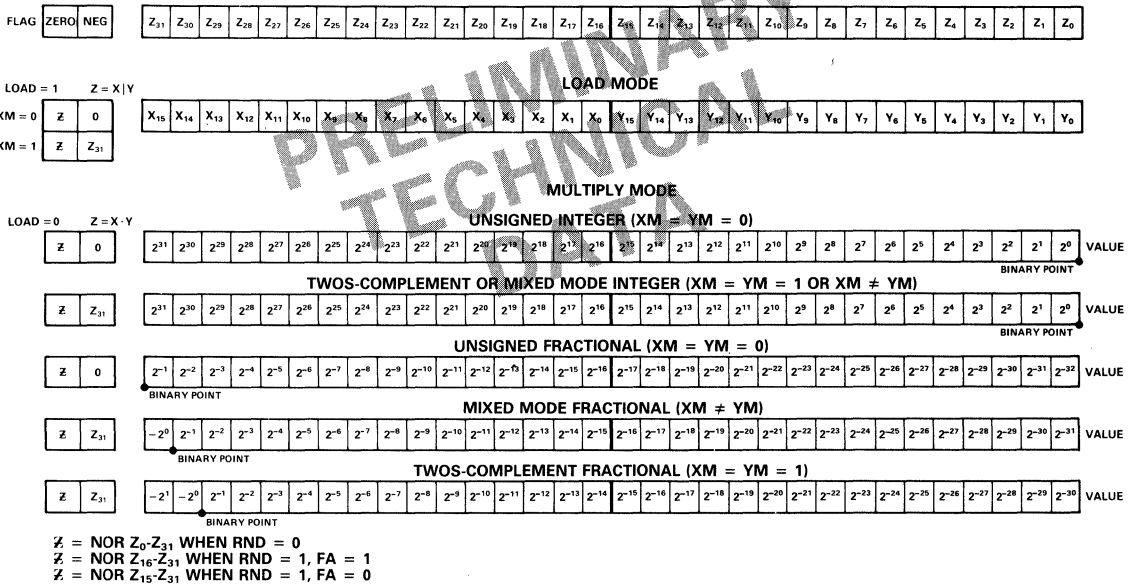 FLAG ZERO NEG Z31 Z30 Z29 Z28 Z27 Z26 Z25 Z24 Z23 Z22 Z21 Z20 Z19 Z18 Z17 Z16 Z15 Z14 Z13 Z12 Z11 Z10 Z9 Z8 Z7 Z6 Z5 Z4 Z3 Z2 Z1 Z0
PRELIMINARY
TECHNICAL
DATA
LOAD MODE
LOAD = 1 Z = X|Y
XM = 0 Ƶ 0 X15 X14 X13 X12 X11 X10 X9 X8 X7 X6 X5 X4 X3 X2 X1 X0 Y15 Y14 Y13 Y12 Y11 Y10 Y9 Y8 Y7 Y6 Y5 Y4 Y3 Y2 Y1 Y0
XM = 1 Ƶ Z31
MULTIPLY MODE
LOAD = 0 Z = X · Y
UNSIGNED INTEGER (XM = YM = 0)
Ƶ 0 2^31 2^30 2^29 2^28 2^27 2^26 2^25 2^24 2^23 2^22 2^21 2^20 2^19 2^18 2^17 2^16 2^15 2^14 2^13 2^12 2^11 2^10 2^9 2^8 2^7 2^6 2^5 2^4 2^3 2^2 2^1 2^0 VALUE
BINARY POINT
TWOS-COMPLEMENT OR MIXED MODE INTEGER (XM = YM = 1 OR XM ≠ YM)
Ƶ Z31 2^31 2^30 2^29 2^28 2^27 2^26 2^25 2^24 2^23 2^22 2^21 2^20 2^19 2^18 2^17 2^16 2^15 2^14 2^13 2^12 2^11 2^10 2^9 2^8 2^7 2^6 2^5 2^4 2^3 2^2 2^1 2^0 VALUE
BINARY POINT
UNSIGNED FRACTIONAL (XM = YM = 0)
Ƶ 0 2^-1 2^-2 2^-3 2^-4 2^-5 2^-6 2^-7 2^-8 2^-9 2^-10 2^-11 2^-12 2^-13 2^-14 2^-15 2^-16 2^-17 2^-18 2^-19 2^-20 2^-21 2^-22 2^-23 2^-24 2^-25 2^-26 2^-27 2^-28 2^-29 2^-30 2^-31 2^-32 VALUE
BINARY POINT
MIXED MODE FRACTIONAL (XM ≠ YM)
Ƶ Z31 -2^0 2^-1 2^-2 2^-3 2^-4 2^-5 2^-6 2^-7 2^-8 2^-9 2^-10 2^-11 2^-12 2^-13 2^-14 2^-15 2^-16 2^-17 2^-18 2^-19 2^-20 2^-21 2^-22 2^-23 2^-24 2^-25 2^-26 2^-27 2^-28 2^-29 2^-30 2^-31 VALUE
BINARY POINT
TWOS-COMPLEMENT FRACTIONAL (XM = YM = 1)
Ƶ Z31 -2^1 -2^0 2^-1 2^-2 2^-3 2^-4 2^-5 2^-6 2^-7 2^-8 2^-9 2^-10 2^-11 2^-12 2^-13 2^-14 2^-15 2^-16 2^-17 2^-18 2^-19 2^-20 2^-21 2^-22 2^-23 2^-24 2^-25 2^-26 2^-27 2^-28 2^-29 2^-30 VALUE
BINARY POINT
Ƶ = NOR Z0-Z31 WHEN RND = 0
Ƶ = NOR Z16-Z31 WHEN RND = 1, FA = 1
Ƶ = NOR Z15-Z31 WHEN RND = 1, FA = 0